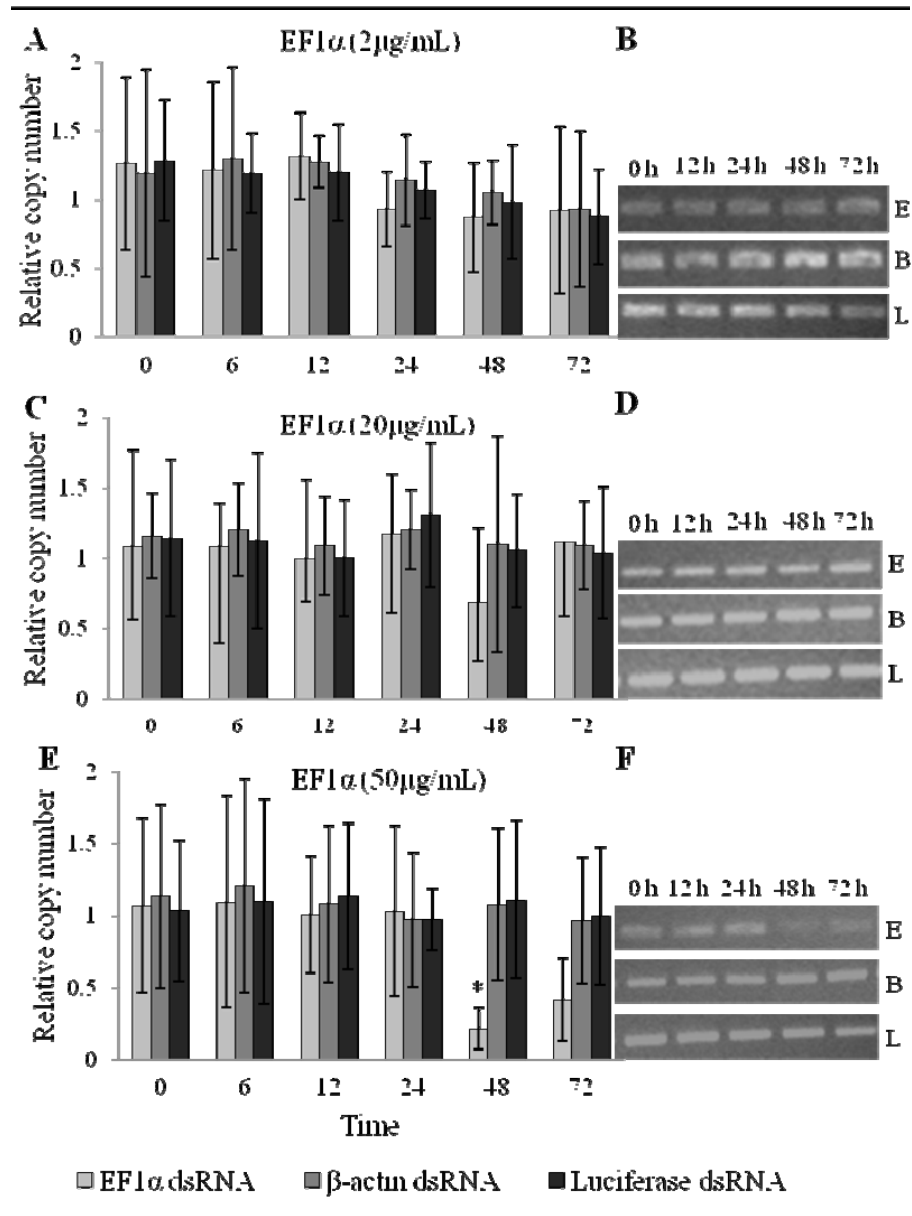 A EF1α (2µg/mL) B
Relative copy number
2
1.5
1
0.5
0
0 6 12 24 48 72
0h 12h 24h 48h 72h
E
B
L
C EF1α (20µg/mL) D
Relative copy number
2
1.5
1
0.5
0
0 6 12 24 48 72
0h 12h 24h 48h 72h
E
B
L
E EF1α (50µg/mL) F
Relative copy number
2
1.5
1
0.5
0
*
0 6 12 24 48 72
Time
0h 12h 24h 48h 72h
E
B
L
EF1α dsRNA β-actin dsRNA Luciferase dsRNA